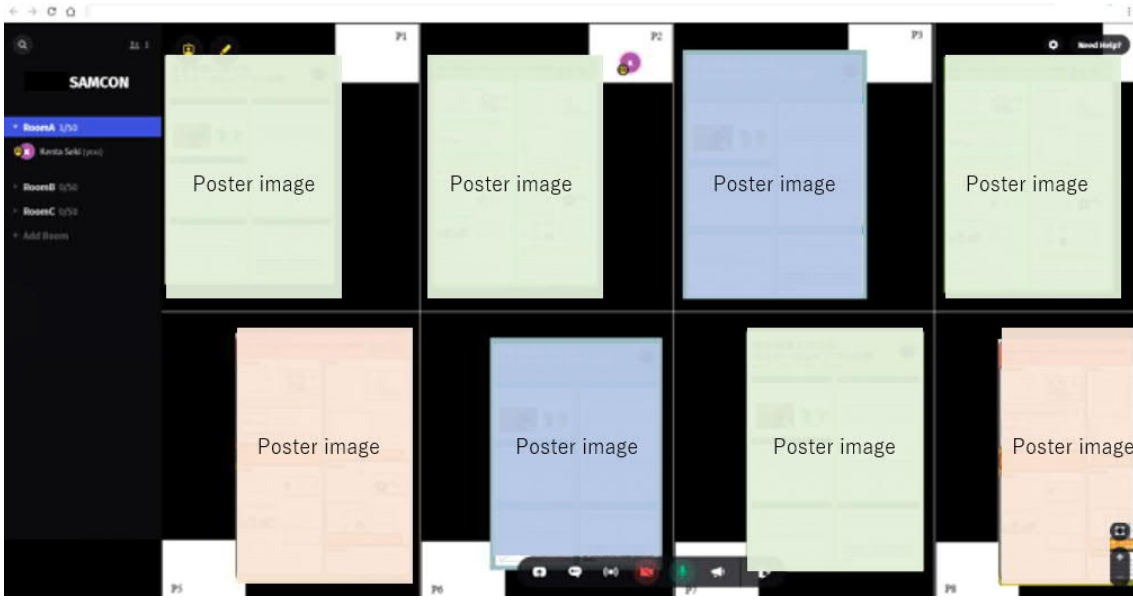 P1
P2
P3
Need Help?
SAMCON
RoomA 1/50
Kenta Seki (you)
RoomB 0/50
RoomC 0/50
+ Add Room
Poster image
Poster image
Poster image
Poster image
Poster image
Poster image
Poster image
Poster image
P5
P6
P7
P8